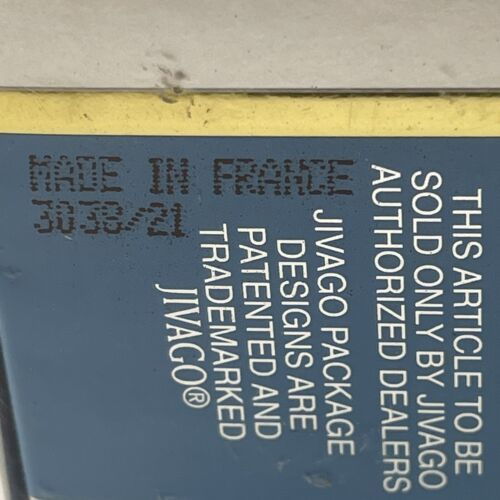 MADE IN FRANCE
3038/21
THIS ARTICLE TO BE
SOLD ONLY BY JIVAGO
AUTHORIZED DEALERS
JIVAGO PACKAGE
DESIGNS ARE
PATENTED AND
TRADEMARKED
JIVAGO®